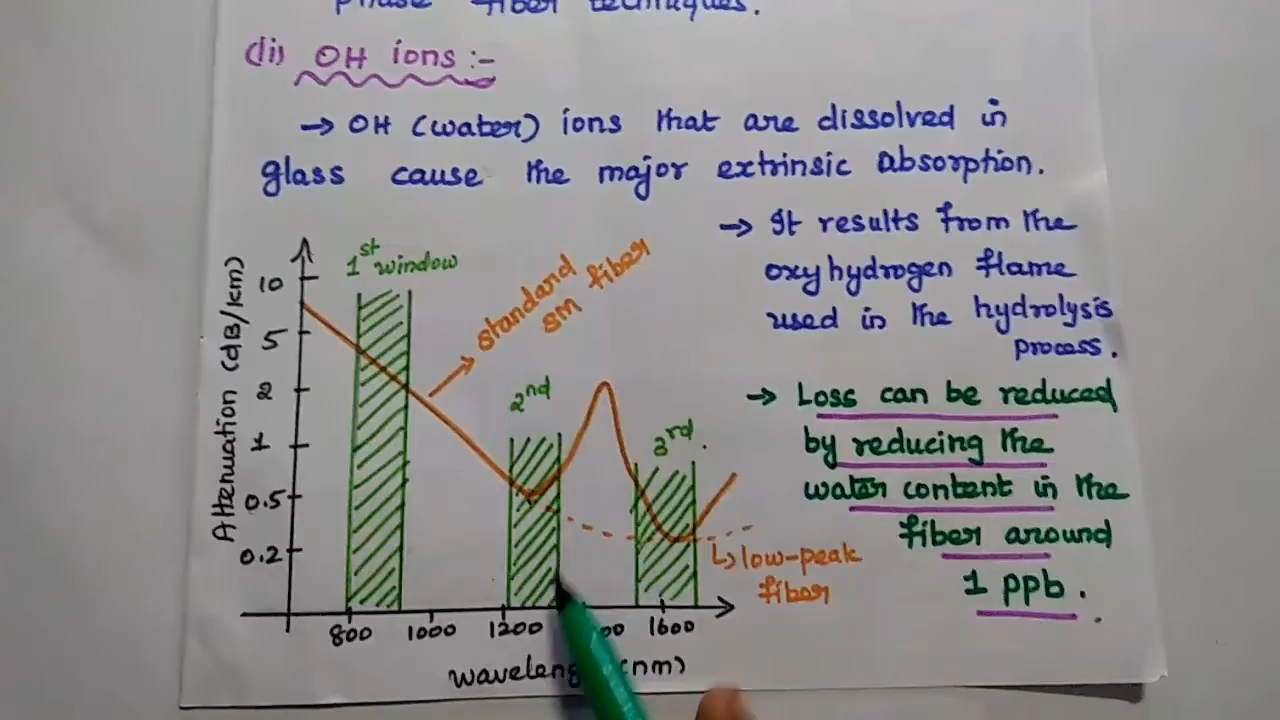 phase fiber techniques.
(ii) OH ions :-
→ OH (water) ions that are dissolved in
glass cause the major extrinsic absorption.
→ It results from the
oxyhydrogen flame
used in the hydrolysis
process.
→ Loss can be reduced
by reducing the
water content in the
fiber around
1 ppb.
Attenuation (dB/km)
10
5
2
1
0.5
0.2
1st window
standard
sm fiber
2nd
3rd.
↳ low-peak
fiber
800 1000 1200 1600
(nm)